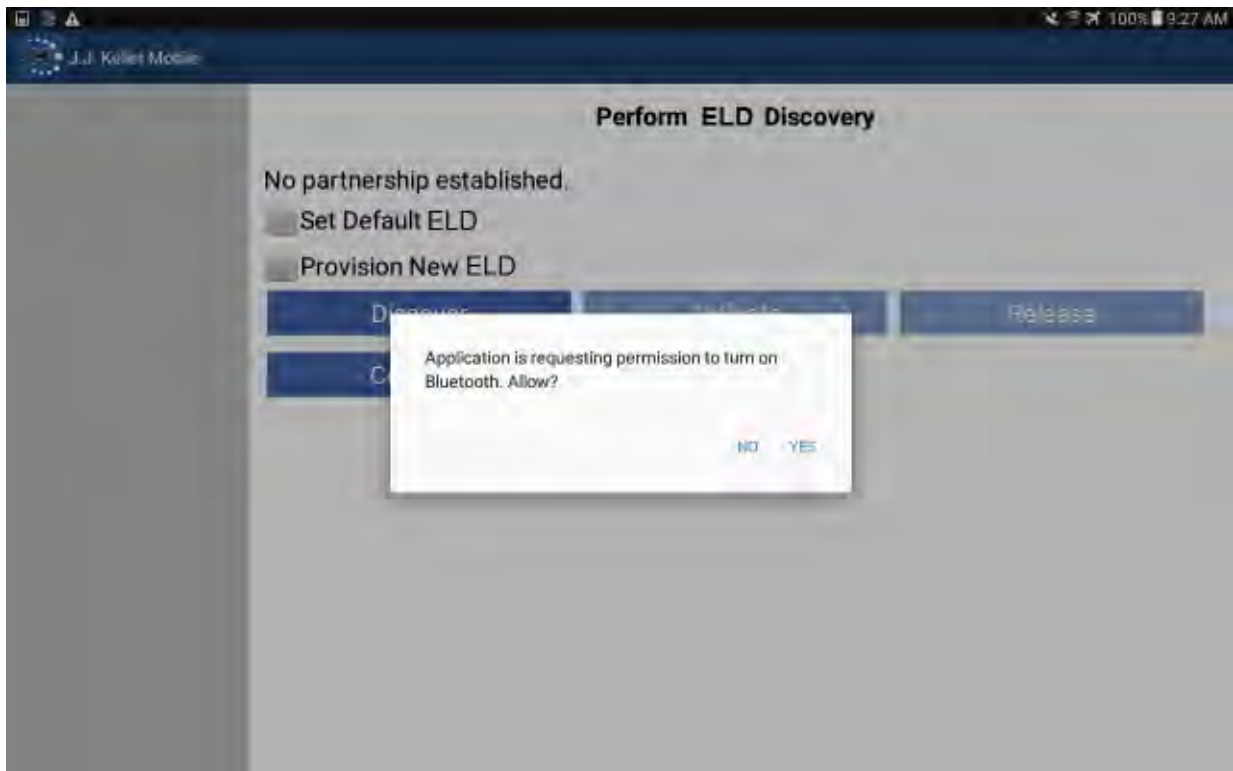 100% 9:27 AM
J.J. Keller Mobile
Perform ELD Discovery
No partnership established.
Set Default ELD
Provision New ELD
Release
Application is requesting permission to turn on
Bluetooth. Allow?
NO YES